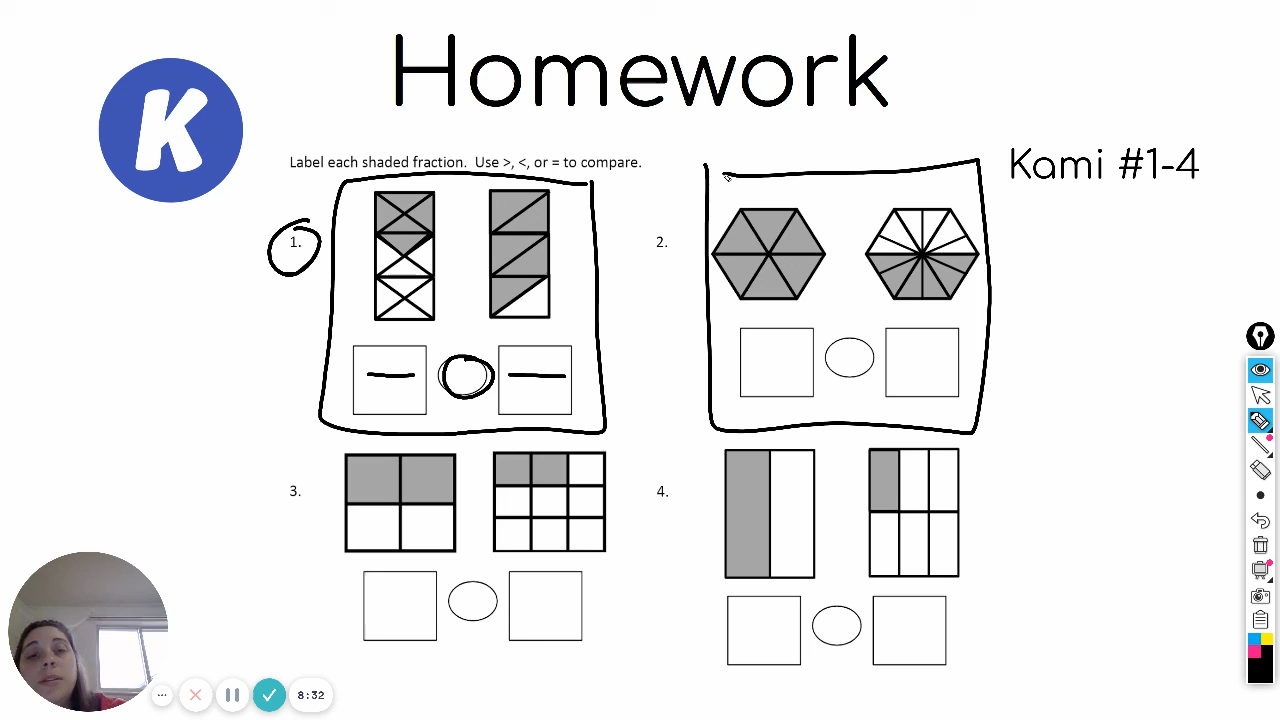 Homework
K
Label each shaded fraction. Use >, <, or = to compare.
Kami #1-4
1.
2.
3.
4.
8:32